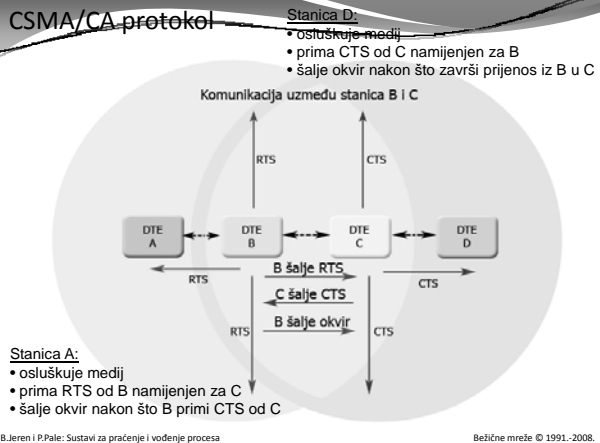 CSMA/CA protokol
Stanica D:
• osluškuje medij
• prima CTS od C namijenjen za B
• šalje okvir nakon što završi prijenos iz B u C
Komunikacija uzmeđu stanica B i C
RTS
CTS
DTE
A
DTE
B
DTE
C
DTE
D
RTS
B šalje RTS
CTS
C šalje CTS
RTS
B šalje okvir
CTS
Stanica A:
• osluškuje medij
• prima RTS od B namijenjen za C
• šalje okvir nakon što B primi CTS od C
B.Jeren i P.Pale: Sustavi za praćenje i vođenje procesa
Bežične mreže © 1991.-2008.